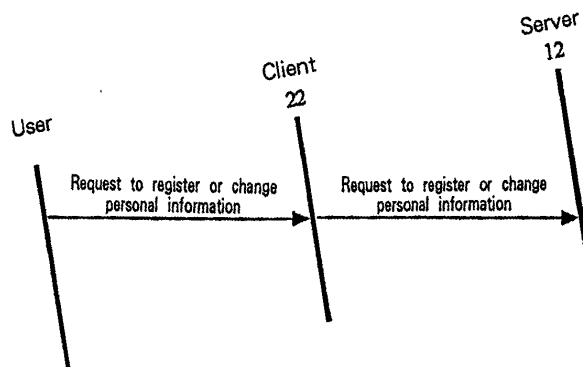 Server
12
Client
22
User
Request to register or change
personal information
Request to register or change
personal information